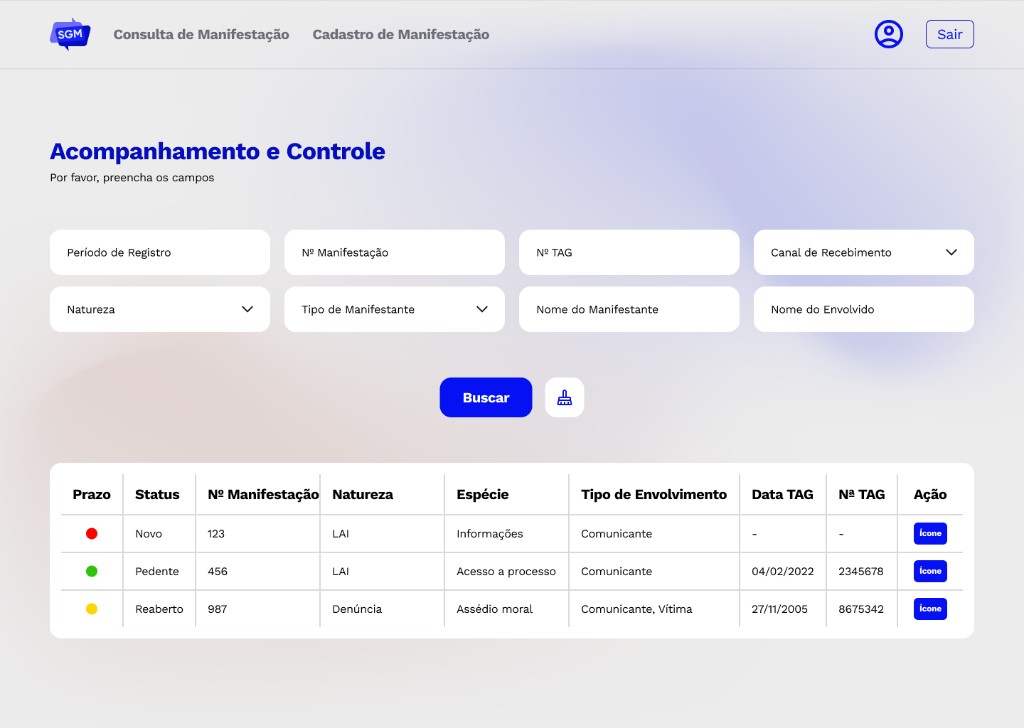 SGM Consulta de Manifestação Cadastro de Manifestação Sair
Acompanhamento e Controle
Por favor, preencha os campos
Período de Registro Nº Manifestação Nº TAG Canal de Recebimento
Natureza Tipo de Manifestante Nome do Manifestante Nome do Envolvido
Buscar
Prazo Status Nº Manifestação Natureza Espécie Tipo de Envolvimento Data TAG Nª TAG Ação
Novo 123 LAI Informações Comunicante - - Ícone
Pedente 456 LAI Acesso a processo Comunicante 04/02/2022 2345678 Ícone
Reaberto 987 Denúncia Assédio moral Comunicante, Vítima 27/11/2005 8675342 Ícone